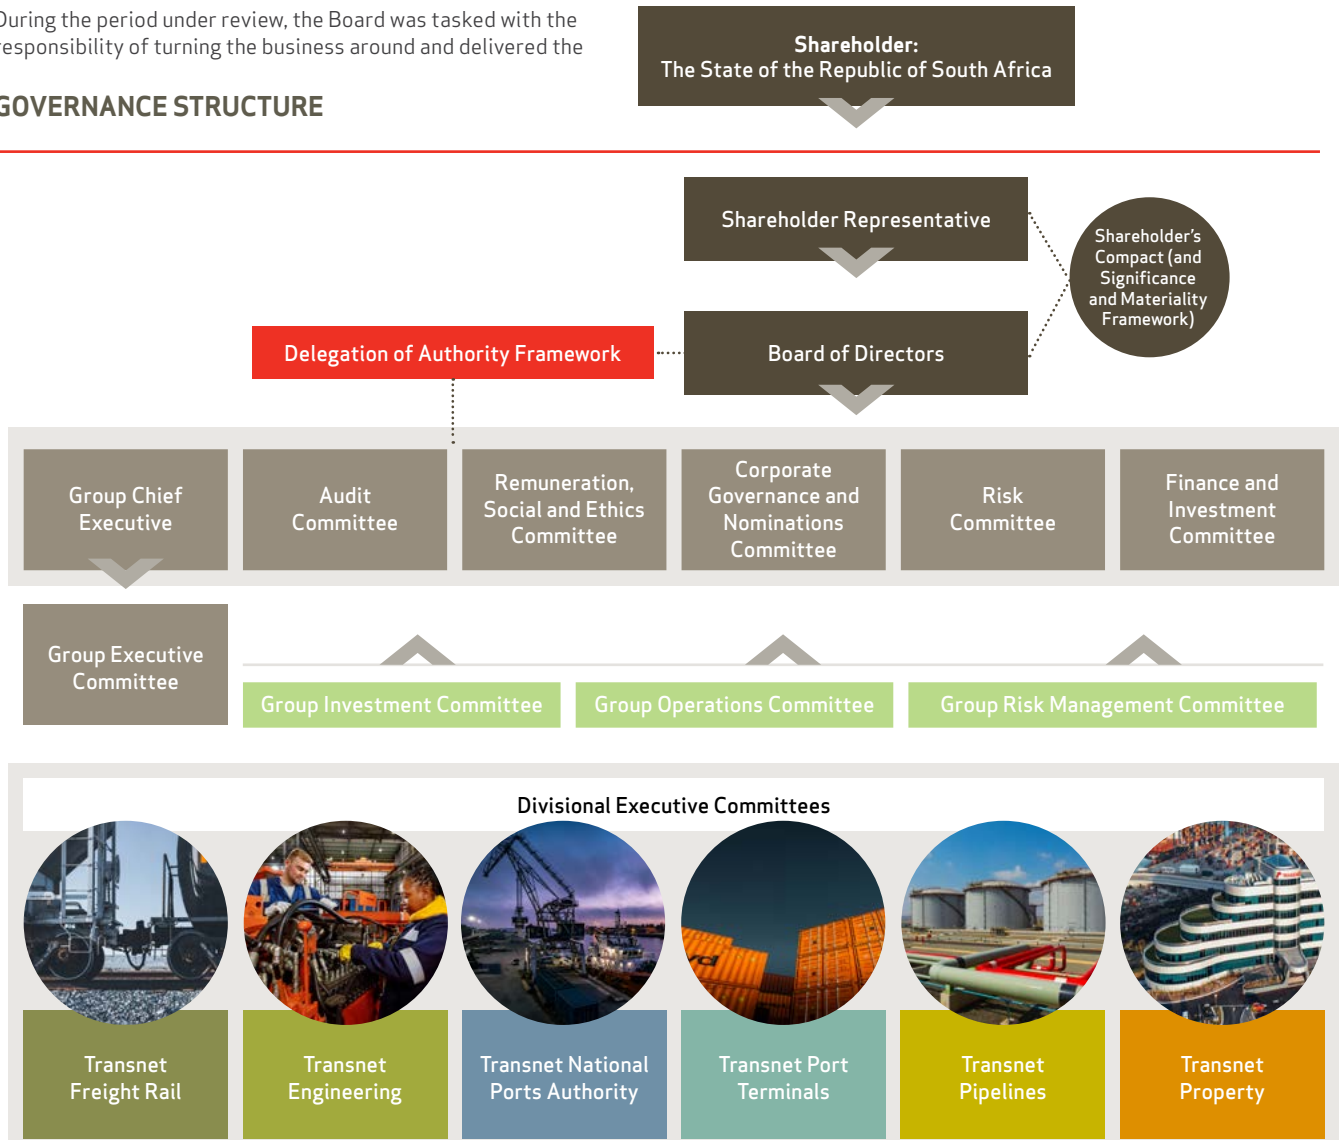 During the period under review, the Board was tasked with the
responsibility of turning the business around and delivered the
GOVERNANCE STRUCTURE
Shareholder:
The State of the Republic of South Africa
Shareholder Representative
Shareholder's
Compact (and
Significance
and Materiality
Framework)
Delegation of Authority Framework
Board of Directors
Group Chief
Executive
Audit
Committee
Remuneration,
Social and Ethics
Committee
Corporate
Governance and
Nominations
Committee
Risk
Committee
Finance and
Investment
Committee
Group Executive
Committee
Group Investment Committee
Group Operations Committee
Group Risk Management Committee
Divisional Executive Committees
Transnet
Freight Rail
Transnet
Engineering
Transnet National
Ports Authority
Transnet Port
Terminals
Transnet
Pipelines
Transnet
Property